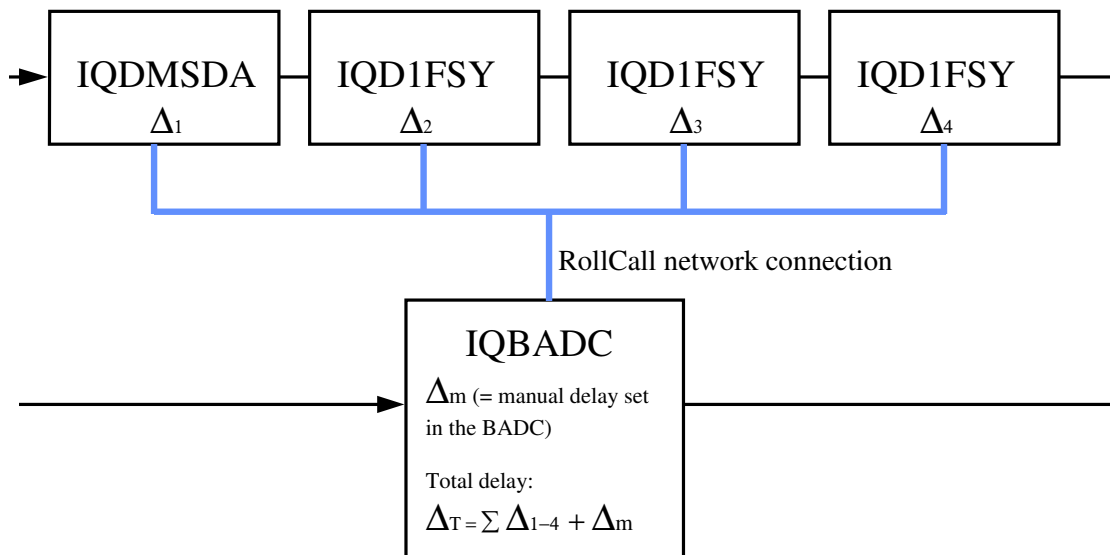 IQDMSDA IQD1FSY IQD1FSY IQD1FSY
Δ1 Δ2 Δ3 Δ4
RollCall network connection
IQBADC
Δm (= manual delay set
in the BADC)
Total delay:
ΔT = ∑ Δ1−4 + Δm